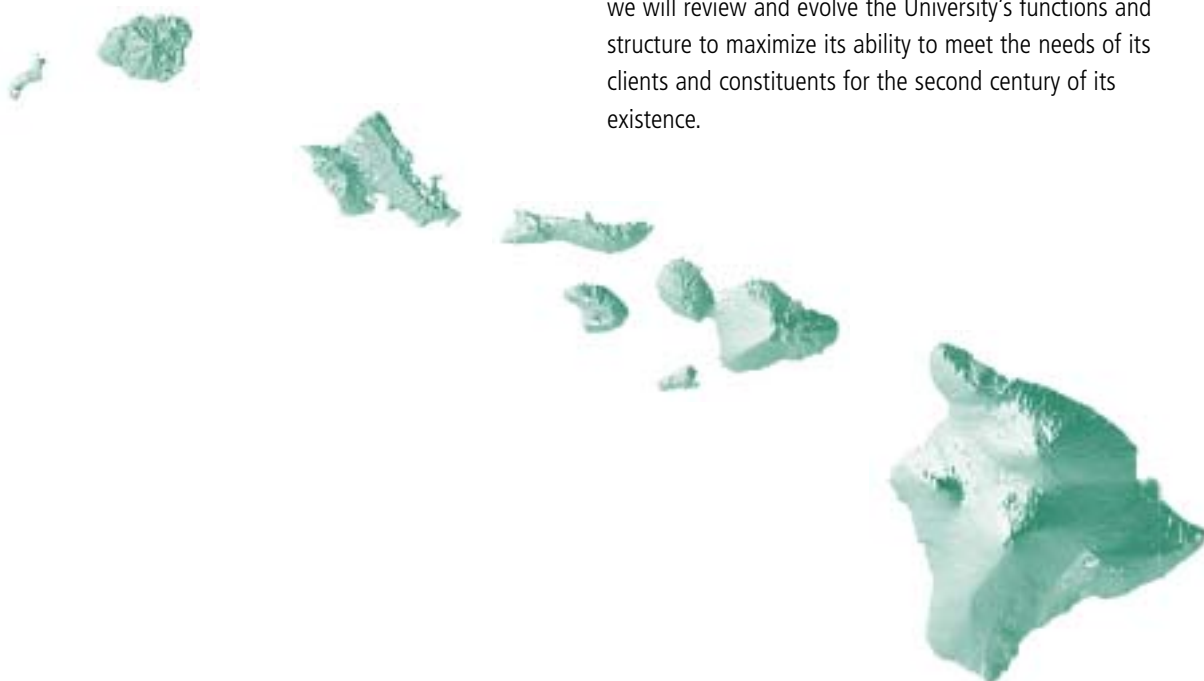 we will review and evolve the University's functions and
structure to maximize its ability to meet the needs of its
clients and constituents for the second century of its
existence.